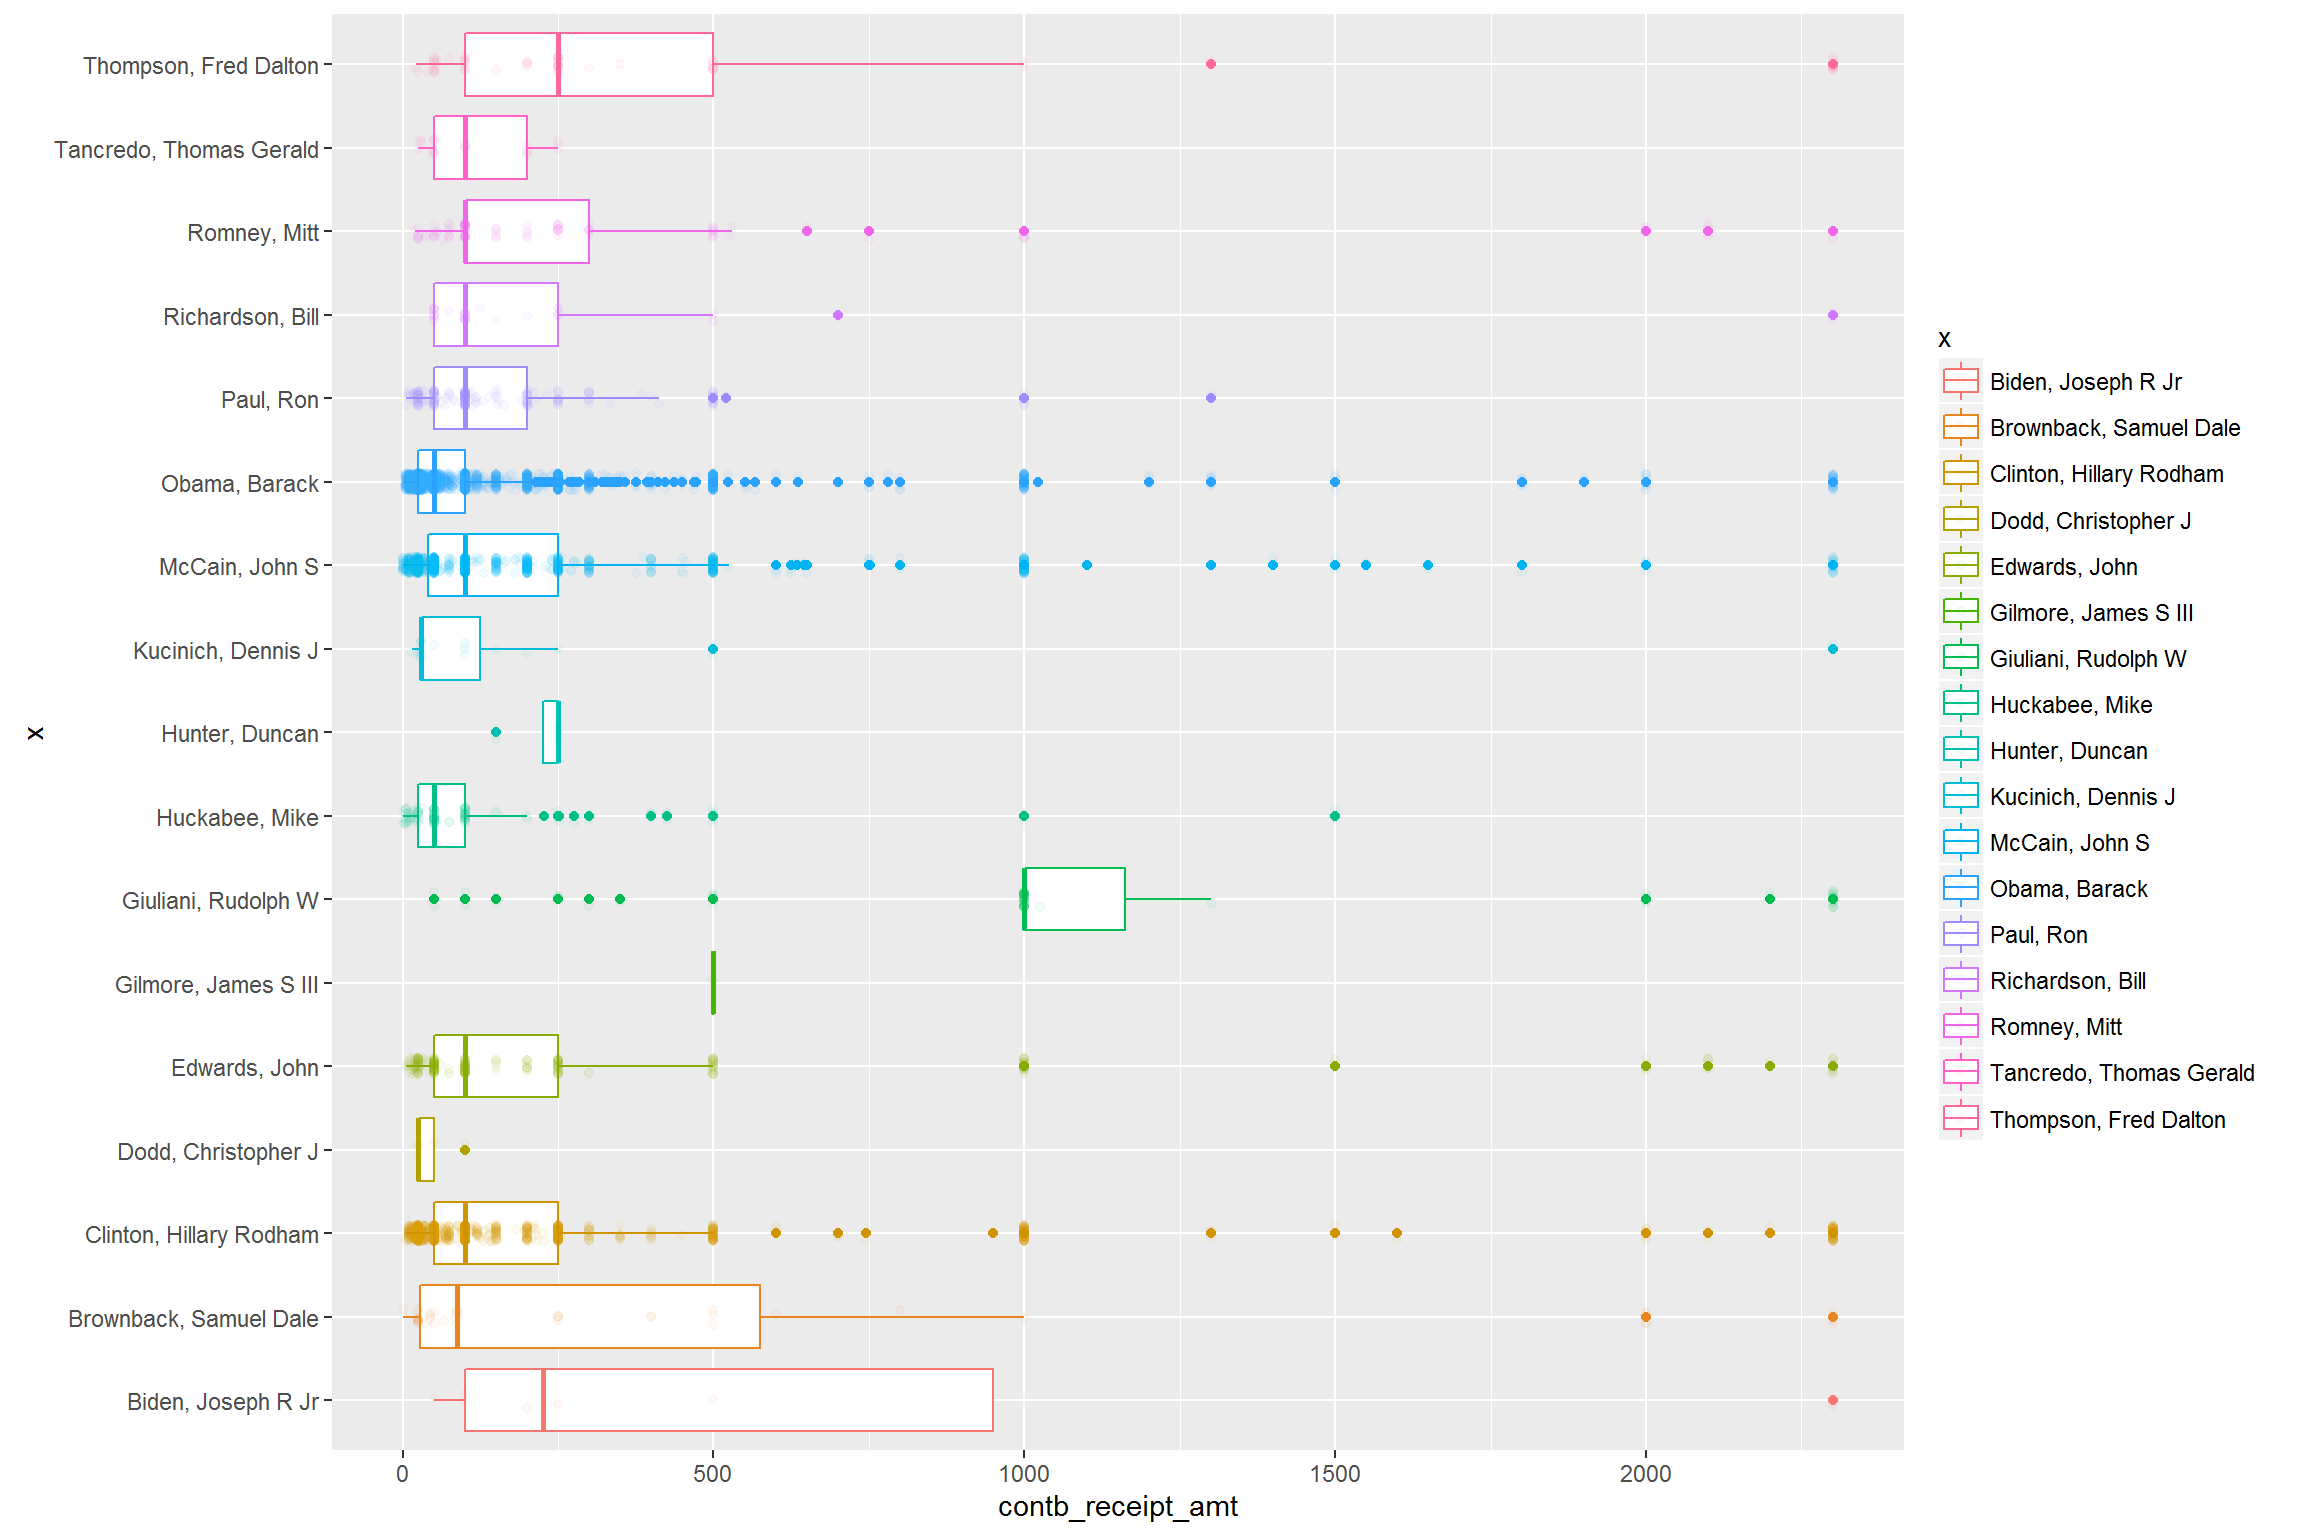 Thompson, Fred Dalton
Tancredo, Thomas Gerald
Romney, Mitt
Richardson, Bill
Paul, Ron
Obama, Barack
McCain, John S
Kucinich, Dennis J
Hunter, Duncan
Huckabee, Mike
Giuliani, Rudolph W
Gilmore, James S III
Edwards, John
Dodd, Christopher J
Clinton, Hillary Rodham
Brownback, Samuel Dale
Biden, Joseph R Jr
x
0 500 1000 1500 2000
contb_receipt_amt
x
Biden, Joseph R Jr
Brownback, Samuel Dale
Clinton, Hillary Rodham
Dodd, Christopher J
Edwards, John
Gilmore, James S III
Giuliani, Rudolph W
Huckabee, Mike
Hunter, Duncan
Kucinich, Dennis J
McCain, John S
Obama, Barack
Paul, Ron
Richardson, Bill
Romney, Mitt
Tancredo, Thomas Gerald
Thompson, Fred Dalton